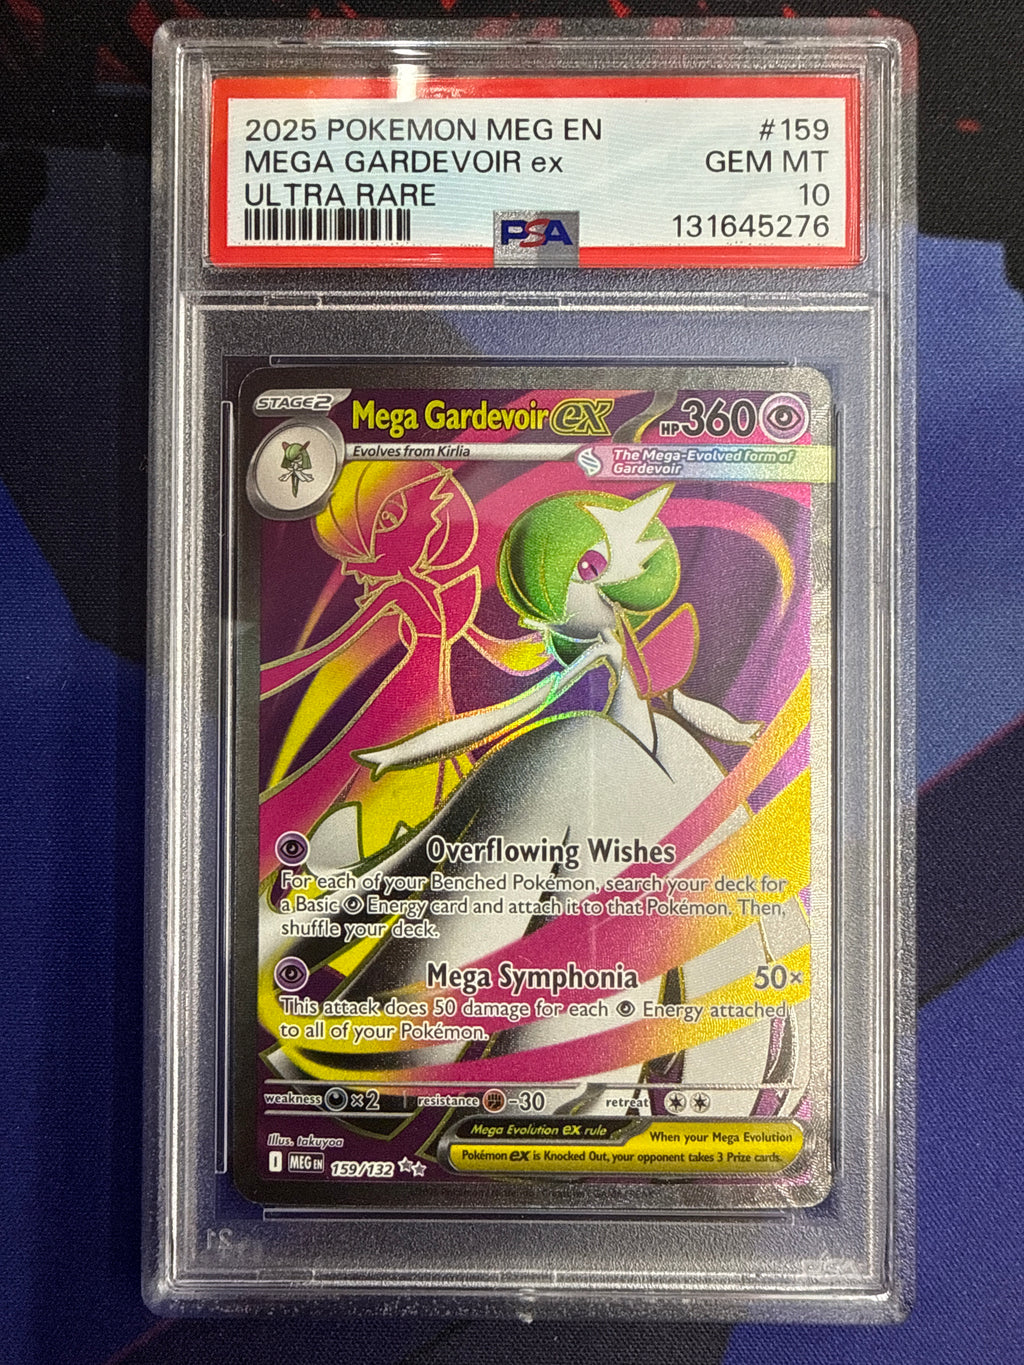 2025 POKEMON MEG EN #159
MEGA GARDEVOIR ex GEM MT
ULTRA RARE 10
PSA 131645276
STAGE2 Mega Gardevoir ex HP 360
Evolves from Kirlia
The Mega-Evolved form of
Gardevoir
Overflowing Wishes
For each of your Benched Pokémon, search your deck for
a Basic Energy card and attach it to that Pokémon. Then,
shuffle your deck.
Mega Symphonia 50×
This attack does 50 damage for each Energy attached
to all of your Pokémon.
weakness ×2 resistance -30 retreat
Mega Evolution ex rule
When your Mega Evolution
Pokémon ex is Knocked Out, your opponent takes 3 Prize cards.
Illus. takuyoa
I MEG EN 159/132